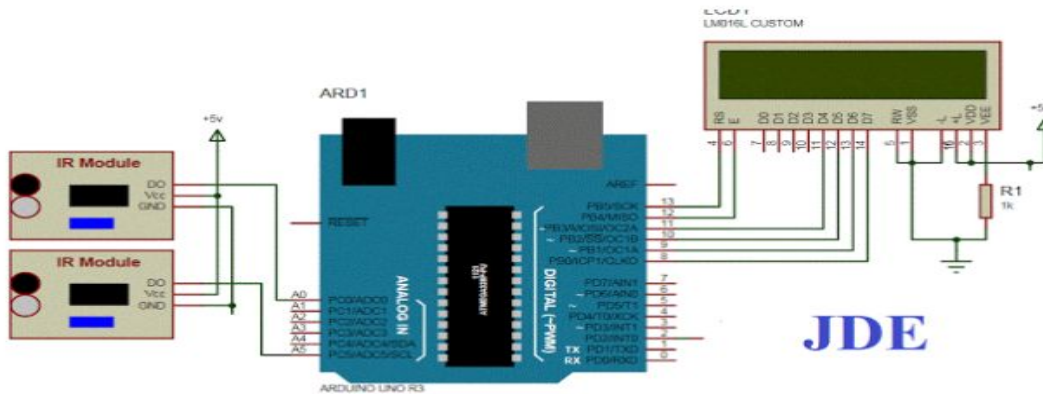 LCD1
LM016L CUSTOM
RS
E
D0
D1
D2
D3
D4
D5
D6
D7
RW
VSS
-L
+L
VDD
VEE
4
6
7
8
9
10
11
12
13
14
5
1
16
2
3
+5
R1
1k
ARD1
+5v
IR Module
DO
Vcc
GND
IR Module
DO
Vcc
GND
RESET
AREF
PB5/SCK
13
PB4/MISO
12
~ PB3/MOSI/OC2A
11
~ PB2/SS/OC1B
10
~ PB1/OC1A
9
PB0/ICP1/CLKO
8
PD7/AIN1
7
~ PD6/AIN0
6
~ PD5/T1
5
PD4/T0/XCK
4
~ PD3/INT1
3
PD2/INT0
2
TX PD1/TXD
1
RX PD0/RXD
0
A0
PC0/ADC0
A1
PC1/ADC1
A2
PC2/ADC2
A3
PC3/ADC3
A4
PC4/ADC4/SDA
A5
PC5/ADC5/SCL
ANALOG IN
DIGITAL (~PWM)
ARDUINO UNO R3
JDE